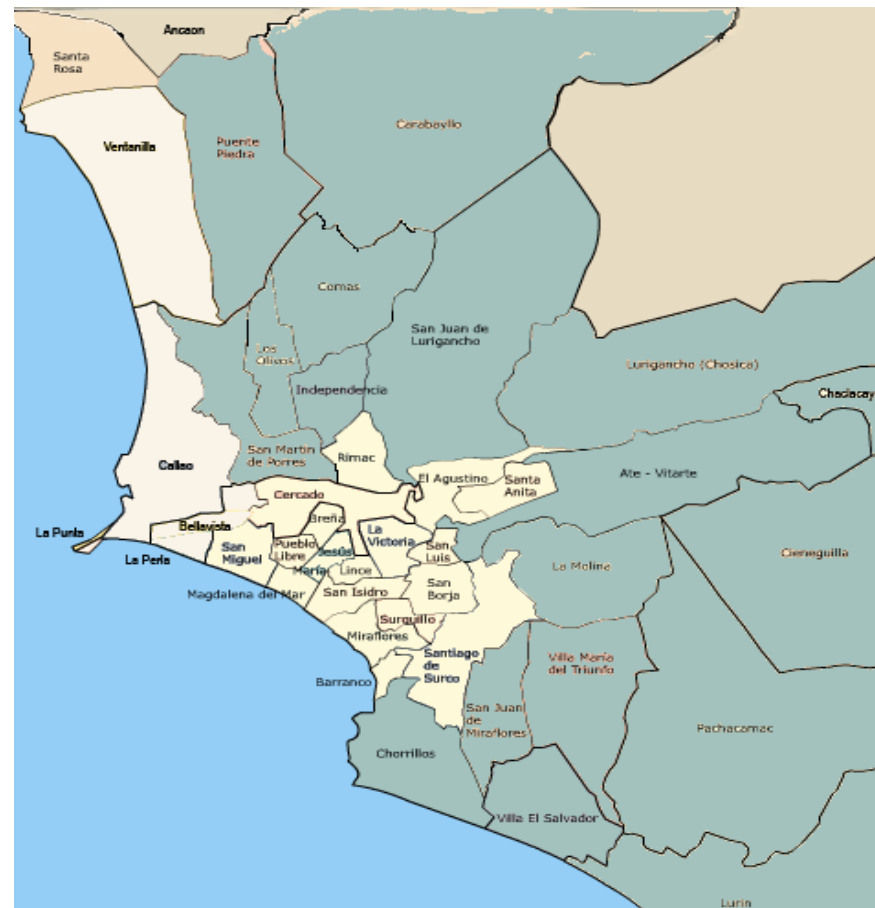 Ancaon
Santa
Rosa
Ventanilla
Puente
Piedra
Carabayllo
Comas
San Juan de
Lurigancho
Los
Olivos
Lurigancho (Chosica)
Independencia
Chaclacay
San Martin
de Porres
Rimac
Callao
El Agustino
Santa
Anita
Ate - Vitarte
Cercado
La Punta
Bellavista
Breña
La
Victoria
La Perla
San
Miguel
Pueblo
Libre
Jesús
María
Lince
San
Luis
La Molina
Cieneguilla
Magdalena del Mar
San Isidro
San
Borja
Surquillo
Miraflores
Santiago
de
Surco
Villa María
del Triunfo
Barranco
San Juan
de
Miraflores
Pachacamac
Chorrillos
Villa El Salvador
Lurin